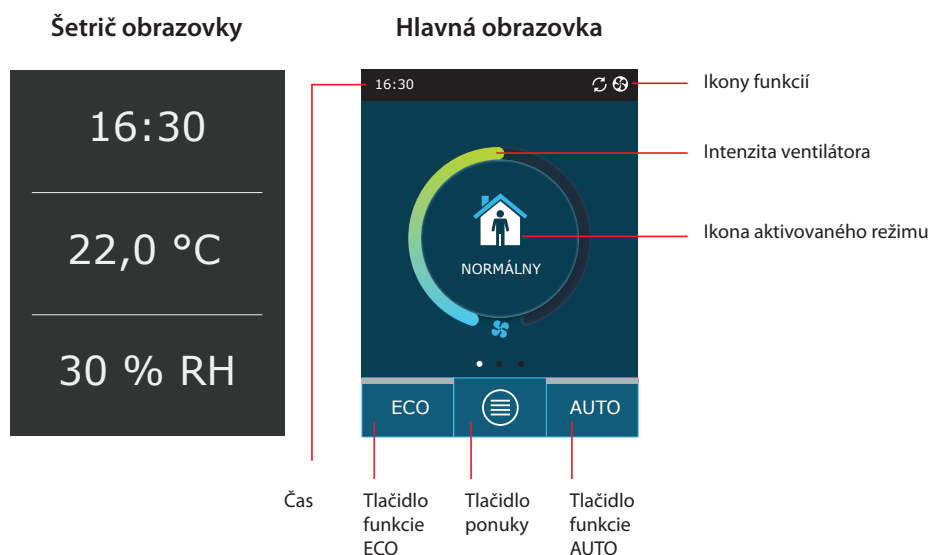 Šetrič obrazovky
16:30
22,0 °C
30 % RH
Hlavná obrazovka
16:30
NORMÁLNY
ECO
AUTO
Ikony funkcií
Intenzita ventilátora
Ikona aktivovaného režimu
Čas
Tlačidlo
funkcie
ECO
Tlačidlo
ponuky
Tlačidlo
funkcie
AUTO